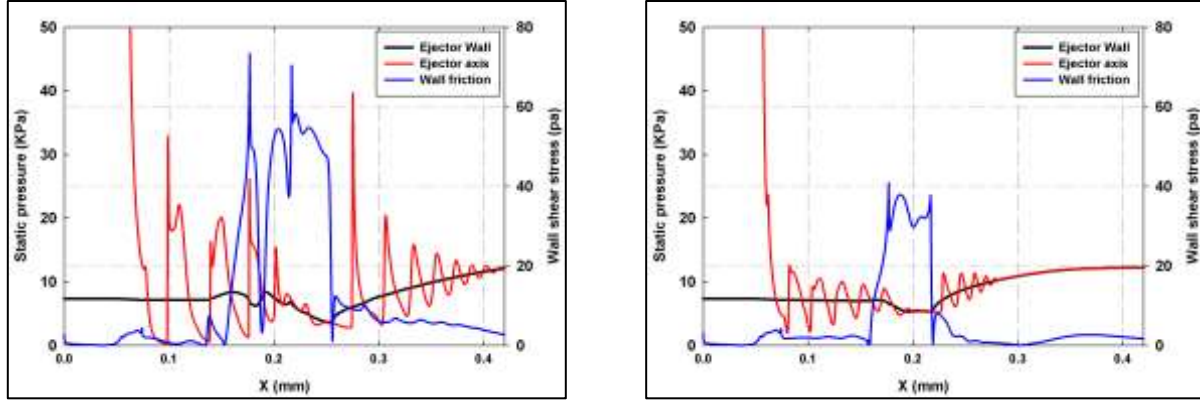 50
40
30
20
10
0
Static pressure (KPa)
80
60
40
20
0
Wall shear stress (pa)
Ejector Wall
Ejector axis
Wall friction
0.0 0.1 0.2 0.3 0.4
X (mm)
50
40
30
20
10
0
Static pressure (KPa)
80
60
40
20
0
Wall shear stress (pa)
Ejector Wall
Ejector axis
Wall friction
0.0 0.1 0.2 0.3 0.4
X (mm)